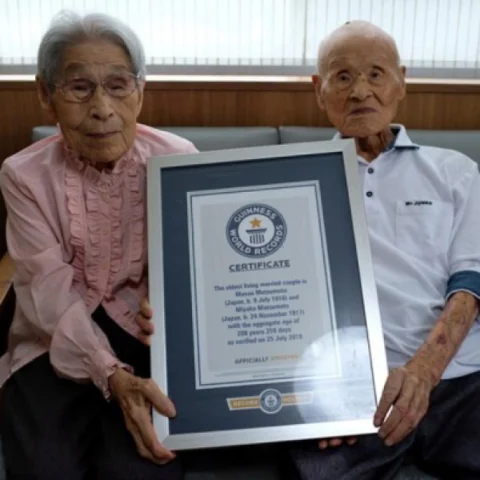 GUINNESS
WORLD RECORDS
CERTIFICATE
The oldest living married couple is
Masao Matsumoto
(Japan, b. 9 July 1910) and
Miyako Matsumoto
(Japan, b. 24 November 1917)
with the aggregate age of
208 years 259 days
as verified on 25 July 2018
OFFICIALLY AMAZING